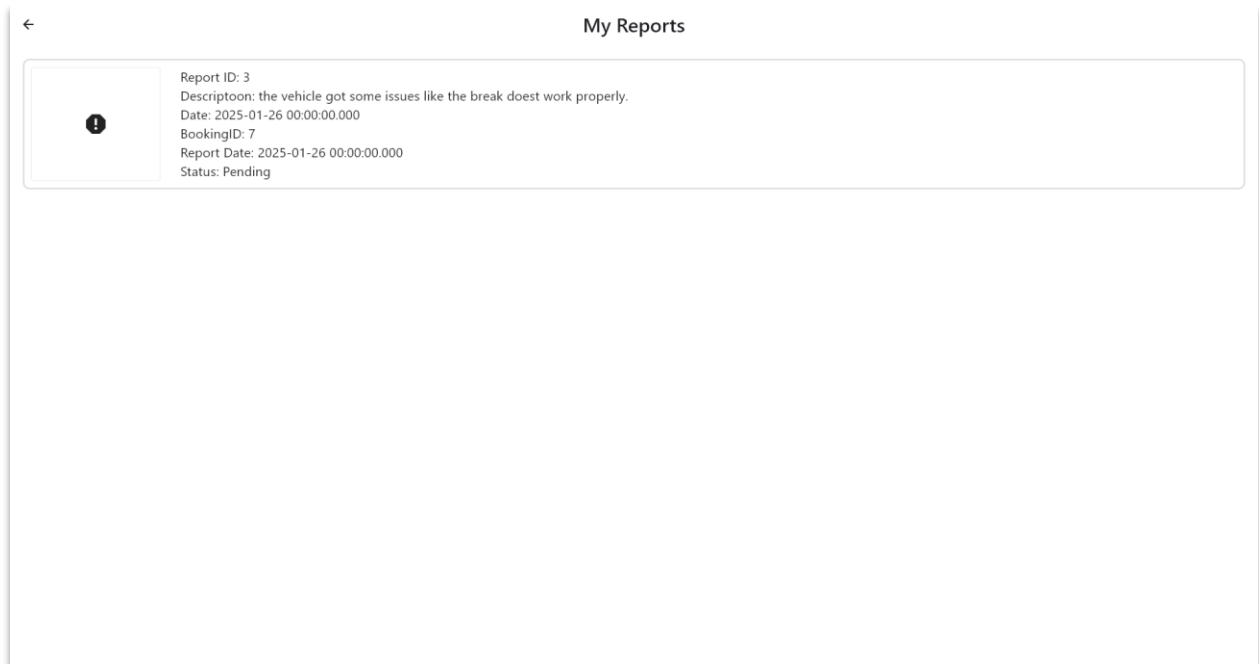 My Reports
Report ID: 3
Descriptoon: the vehicle got some issues like the break doest work properly.
Date: 2025-01-26 00:00:00.000
BookingID: 7
Report Date: 2025-01-26 00:00:00.000
Status: Pending